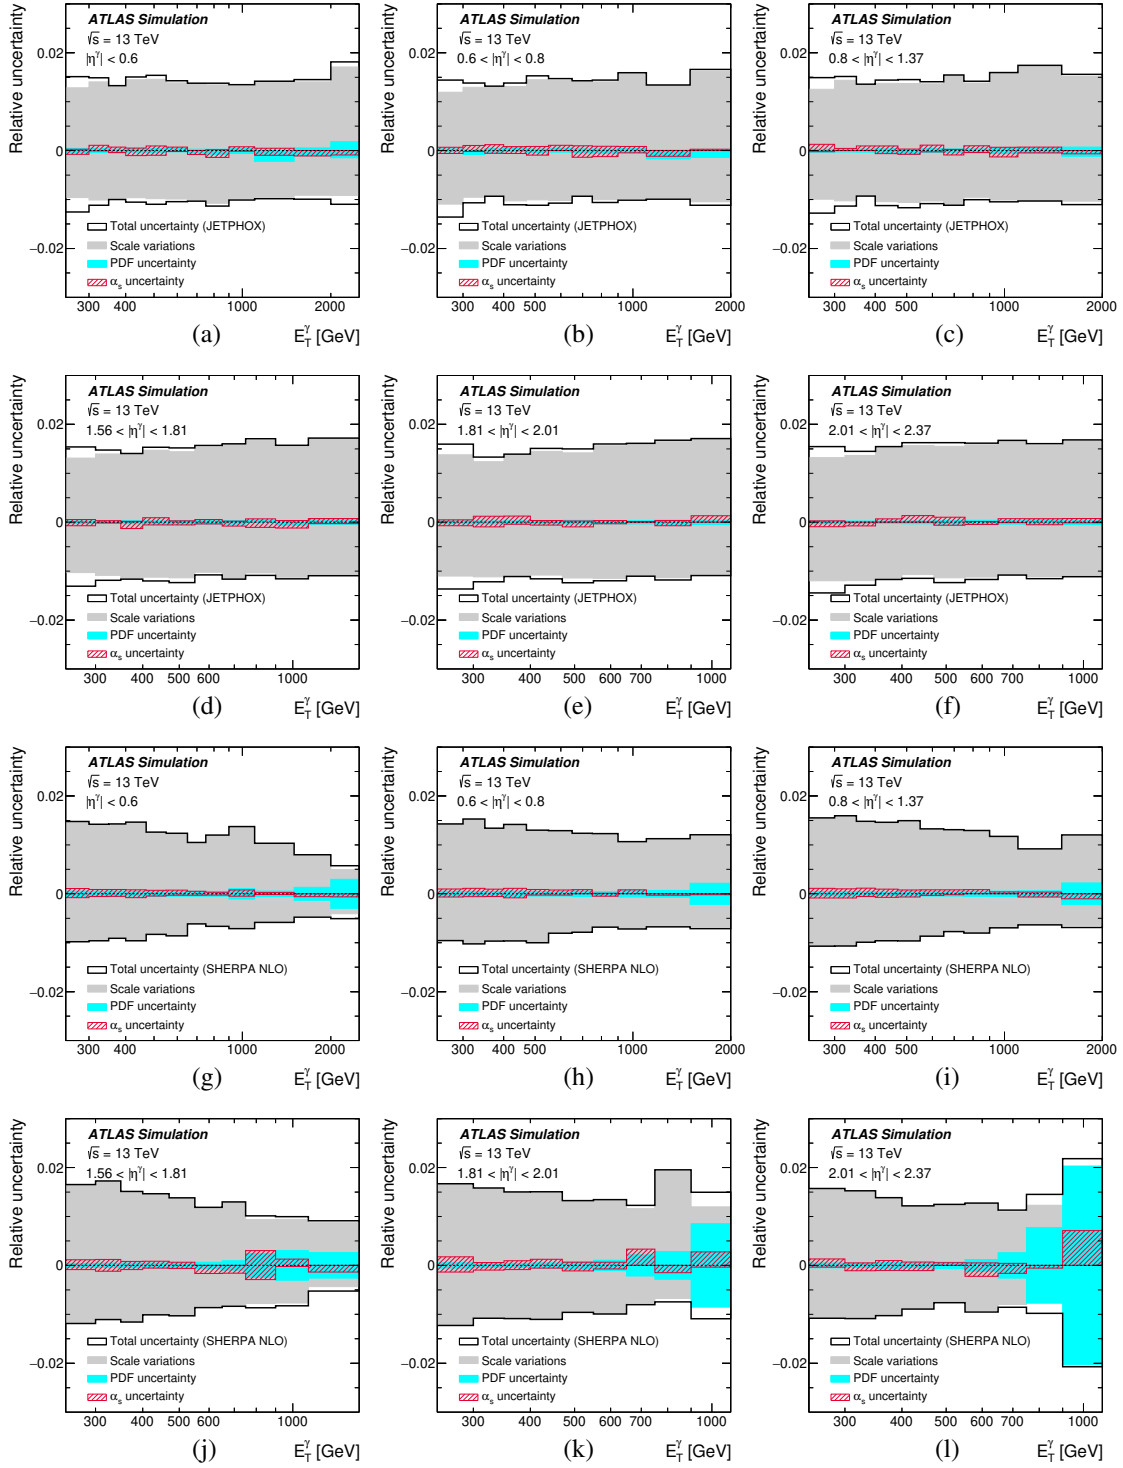 Relative uncertainty
ATLAS Simulation
√s = 13 TeV
|η^γ| < 0.6
0.02
0
−0.02
Total uncertainty (JETPHOX)
Scale variations
PDF uncertainty
α_s uncertainty
300 400 1000 2000
E_T^γ [GeV]
(a)
Relative uncertainty
ATLAS Simulation
√s = 13 TeV
0.6 < |η^γ| < 0.8
0.02
0
−0.02
Total uncertainty (JETPHOX)
Scale variations
PDF uncertainty
α_s uncertainty
300 400 500 1000 2000
E_T^γ [GeV]
(b)
Relative uncertainty
ATLAS Simulation
√s = 13 TeV
0.8 < |η^γ| < 1.37
0.02
0
−0.02
Total uncertainty (JETPHOX)
Scale variations
PDF uncertainty
α_s uncertainty
300 400 500 1000 2000
E_T^γ [GeV]
(c)
Relative uncertainty
ATLAS Simulation
√s = 13 TeV
1.56 < |η^γ| < 1.81
0.02
0
−0.02
Total uncertainty (JETPHOX)
Scale variations
PDF uncertainty
α_s uncertainty
300 400 500 600 1000
E_T^γ [GeV]
(d)
Relative uncertainty
ATLAS Simulation
√s = 13 TeV
1.81 < |η^γ| < 2.01
0.02
0
−0.02
Total uncertainty (JETPHOX)
Scale variations
PDF uncertainty
α_s uncertainty
300 400 500 600 700 1000
E_T^γ [GeV]
(e)
Relative uncertainty
ATLAS Simulation
√s = 13 TeV
2.01 < |η^γ| < 2.37
0.02
0
−0.02
Total uncertainty (JETPHOX)
Scale variations
PDF uncertainty
α_s uncertainty
300 400 500 600 700 1000
E_T^γ [GeV]
(f)
Relative uncertainty
ATLAS Simulation
√s = 13 TeV
|η^γ| < 0.6
0.02
0
−0.02
Total uncertainty (SHERPA NLO)
Scale variations
PDF uncertainty
α_s uncertainty
300 400 1000 2000
E_T^γ [GeV]
(g)
Relative uncertainty
ATLAS Simulation
√s = 13 TeV
0.6 < |η^γ| < 0.8
0.02
0
−0.02
Total uncertainty (SHERPA NLO)
Scale variations
PDF uncertainty
α_s uncertainty
300 400 500 1000 2000
E_T^γ [GeV]
(h)
Relative uncertainty
ATLAS Simulation
√s = 13 TeV
0.8 < |η^γ| < 1.37
0.02
0
−0.02
Total uncertainty (SHERPA NLO)
Scale variations
PDF uncertainty
α_s uncertainty
300 400 500 1000 2000
E_T^γ [GeV]
(i)
Relative uncertainty
ATLAS Simulation
√s = 13 TeV
1.56 < |η^γ| < 1.81
0.02
0
−0.02
Total uncertainty (SHERPA NLO)
Scale variations
PDF uncertainty
α_s uncertainty
300 400 500 600 1000
E_T^γ [GeV]
(j)
Relative uncertainty
ATLAS Simulation
√s = 13 TeV
1.81 < |η^γ| < 2.01
0.02
0
−0.02
Total uncertainty (SHERPA NLO)
Scale variations
PDF uncertainty
α_s uncertainty
300 400 500 600 700 1000
E_T^γ [GeV]
(k)
Relative uncertainty
ATLAS Simulation
√s = 13 TeV
2.01 < |η^γ| < 2.37
0.02
0
−0.02
Total uncertainty (SHERPA NLO)
Scale variations
PDF uncertainty
α_s uncertainty
300 400 500 600 700 1000
E_T^γ [GeV]
(l)